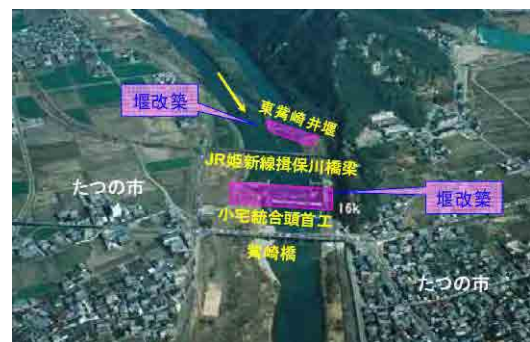 堰改築
東觜崎井堰
JR姫新線揖保川橋梁
たつの市
堰改築
16k
小宅統合頭首工
觜崎橋
たつの市